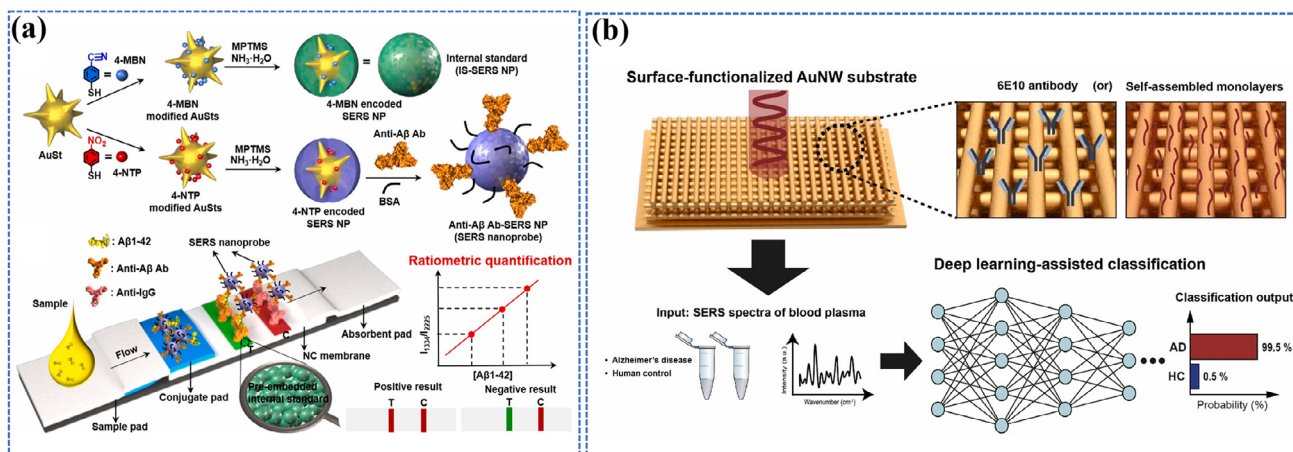 (a)
C≡N
4-MBN
SH
AuSt
NO2
4-NTP
SH
4-MBN
modified AuSts
4-NTP
modified AuSts
MPTMS
NH3·H2O
MPTMS
NH3·H2O
4-MBN encoded
SERS NP
4-NTP encoded
SERS NP
Internal standard
(IS-SERS NP)
Anti-Aβ Ab
BSA
Anti-Aβ Ab-SERS NP
(SERS nanoprobe)
: Aβ1-42
: Anti-Aβ Ab
: Anti-IgG
Sample
SERS nanoprobe
Flow
T
C
Absorbent pad
NC membrane
Conjugate pad
Sample pad
Pre-embedded
internal standard
Ratiometric quantification
I1334/I2225
[Aβ1-42]
Positive result
T C
Negative result
T C
(b)
Surface-functionalized AuNW substrate
6E10 antibody (or) Self-assembled monolayers
Input: SERS spectra of blood plasma
• Alzheimer's disease
• Human control
Intensity (a.u.)
Wavenumber (cm-1)
Deep learning-assisted classification
Classification output
AD
99.5 %
HC
0.5 %
Probability (%)